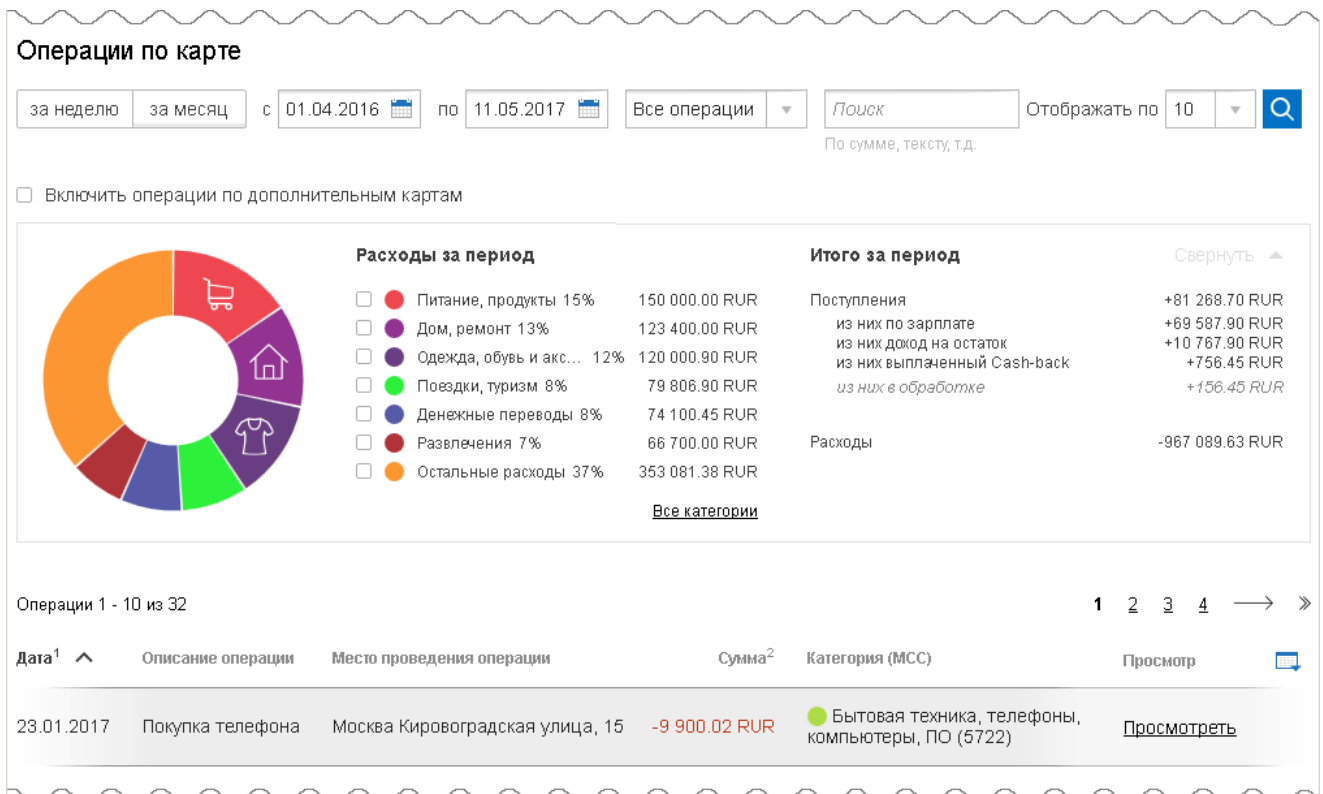 Операции по карте
за неделю за месяц с 01.04.2016 по 11.05.2017 Все операции Поиск Отображать по 10
По сумме, тексту, т.д.
Включить операции по дополнительным картам
Расходы за период
Питание, продукты 15% 150 000.00 RUR
Дом, ремонт 13% 123 400.00 RUR
Одежда, обувь и акс... 12% 120 000.90 RUR
Поездки, туризм 8% 79 806.90 RUR
Денежные переводы 8% 74 100.45 RUR
Развлечения 7% 66 700.00 RUR
Остальные расходы 37% 353 081.38 RUR
Все категории
Итого за период Свернуть
Поступления +81 268.70 RUR
из них по зарплате +69 587.90 RUR
из них доход на остаток +10 767.90 RUR
из них выплаченный Cash-back +756.45 RUR
из них в обработке +156.45 RUR
Расходы -967 089.63 RUR
Операции 1 - 10 из 32 1 2 3 4
Дата1 Описание операции Место проведения операции Сумма2 Категория (МСС) Просмотр
23.01.2017 Покупка телефона Москва Кировоградская улица, 15 -9 900.02 RUR Бытовая техника, телефоны,
компьютеры, ПО (5722) Просмотреть